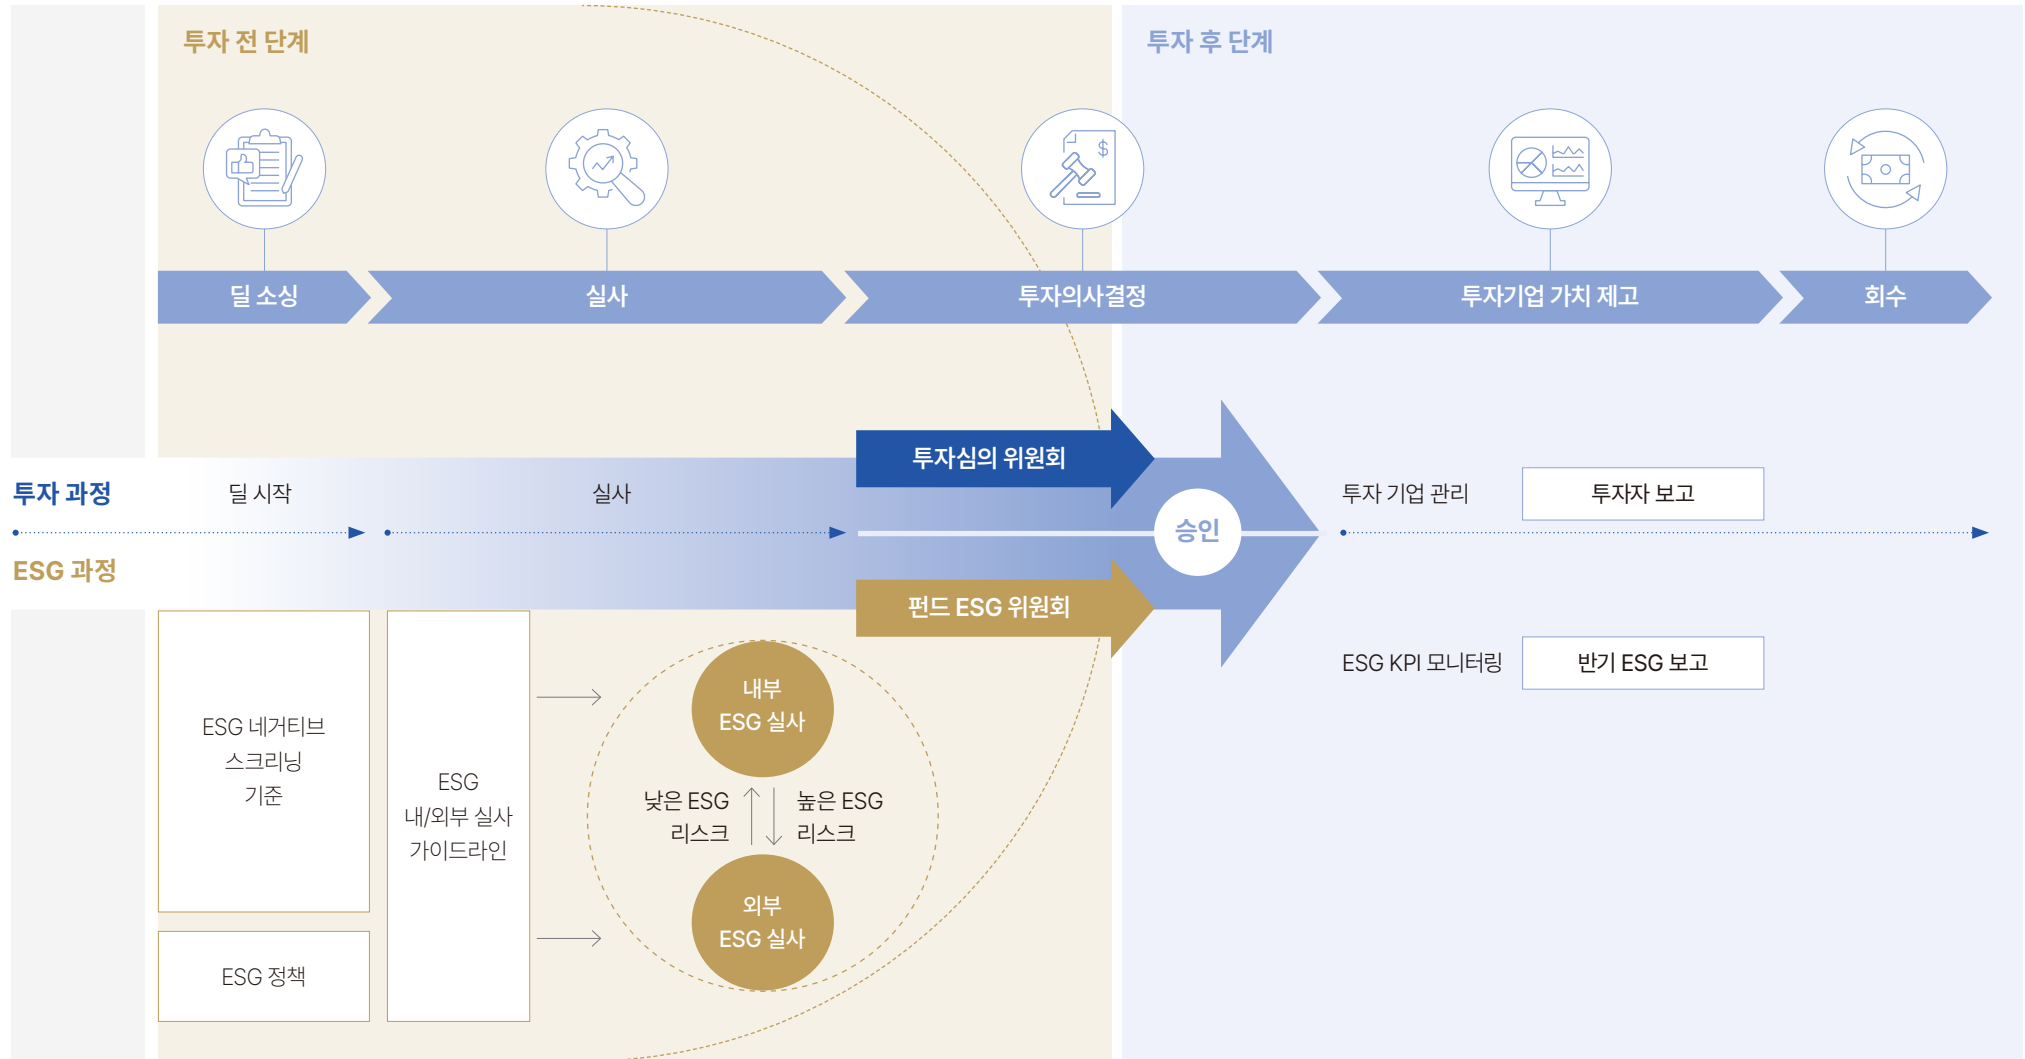 투자 전 단계
투자 후 단계
$
딜 소싱
실사
투자의사결정
투자기업 가치 제고
회수
투자 과정
딜 시작
실사
투자심의 위원회
승인
투자 기업 관리
투자자 보고
ESG 과정
펀드 ESG 위원회
ESG KPI 모니터링
반기 ESG 보고
ESG 네거티브
스크리닝
기준
ESG 정책
ESG
내/외부 실사
가이드라인
내부
ESG 실사
낮은 ESG
리스크
높은 ESG
리스크
외부
ESG 실사